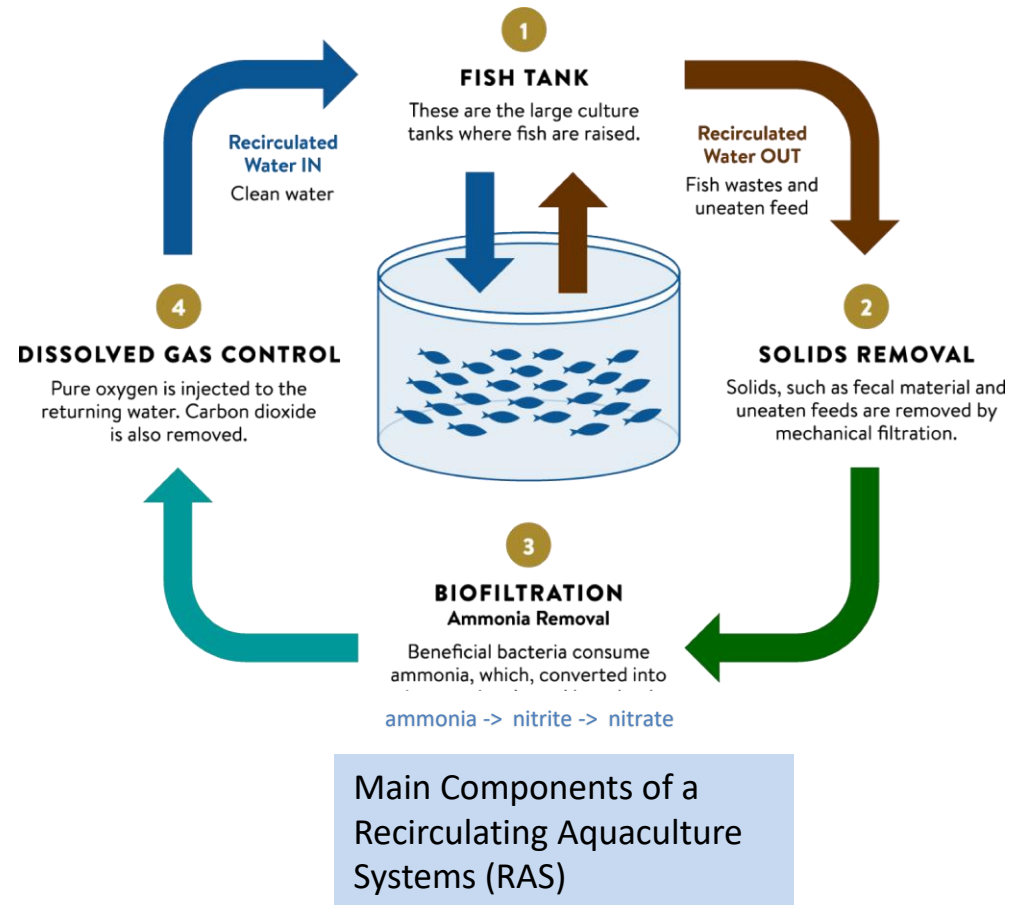 1
FISH TANK
These are the large culture
tanks where fish are raised.
Recirculated
Water IN
Clean water
Recirculated
Water OUT
Fish wastes and
uneaten feed
2
SOLIDS REMOVAL
Solids, such as fecal material and
uneaten feeds are removed by
mechanical filtration.
3
BIOFILTRATION
Ammonia Removal
Beneficial bacteria consume
ammonia, which, converted into
ammonia -> nitrite -> nitrate
4
DISSOLVED GAS CONTROL
Pure oxygen is injected to the
returning water. Carbon dioxide
is also removed.
Main Components of a
Recirculating Aquaculture
Systems (RAS)